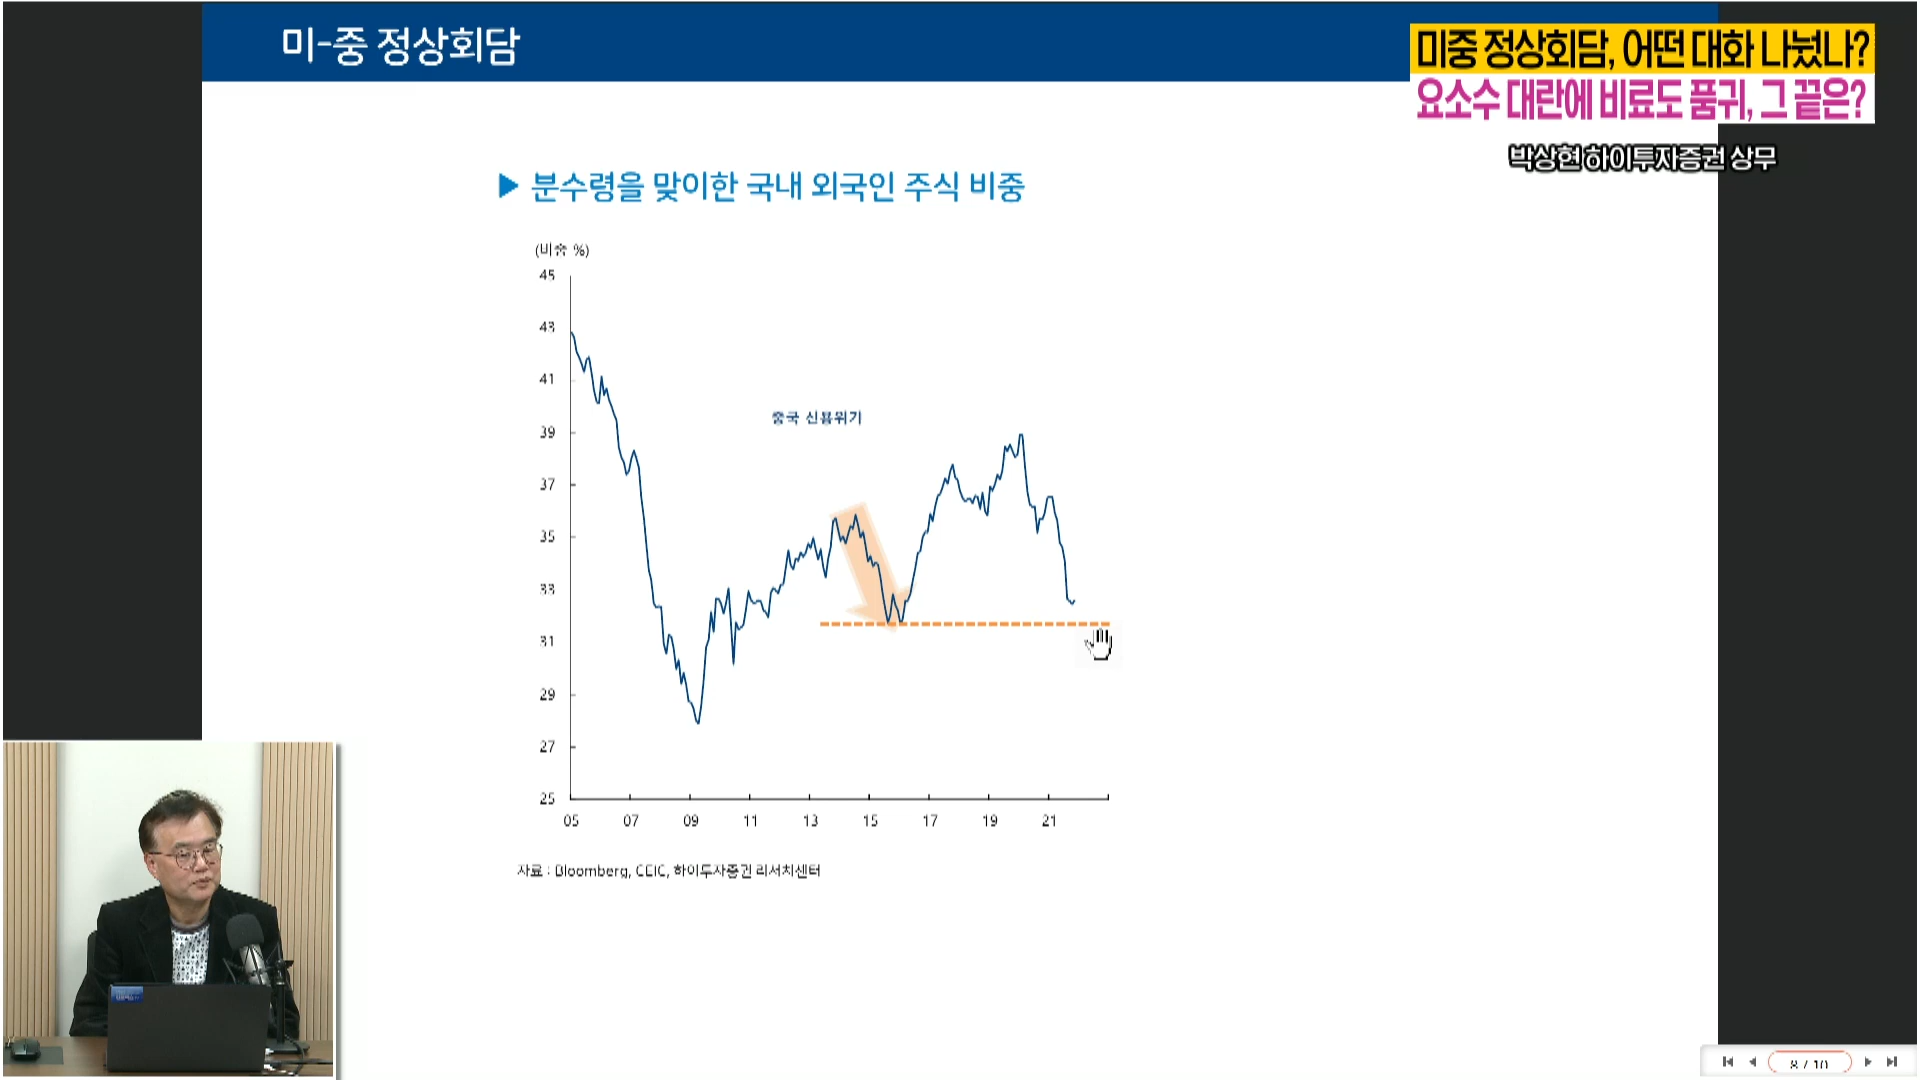 미-중 정상회담
미중 정상회담, 어떤 대화 나눴나?
요소수 대란에 비료도 품귀, 그 끝은?
박상현 하이투자증권 상무
▶ 분수령을 맞이한 국내 외국인 주식 비중
(비중 %)
45
43
41
39
37
35
33
31
29
27
25
중국 신용위기
05 07 09 11 13 15 17 19 21
자료 : Bloomberg, CEIC, 하이투자증권 리서치센터
8 / 10